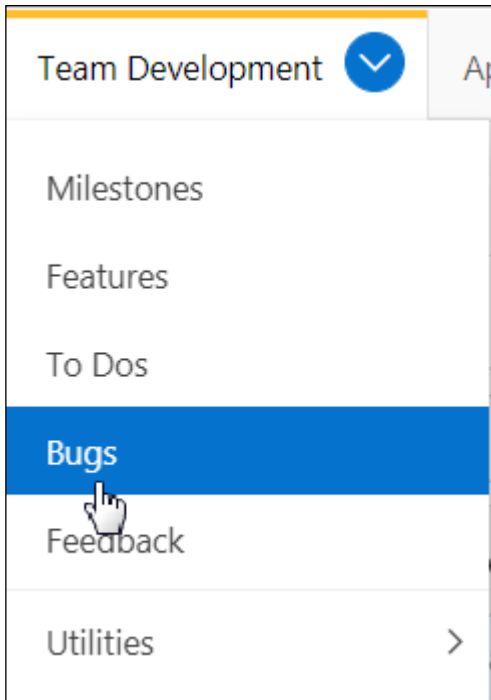 Team Development
Milestones
Features
To Dos
Bugs
Feedback
Utilities